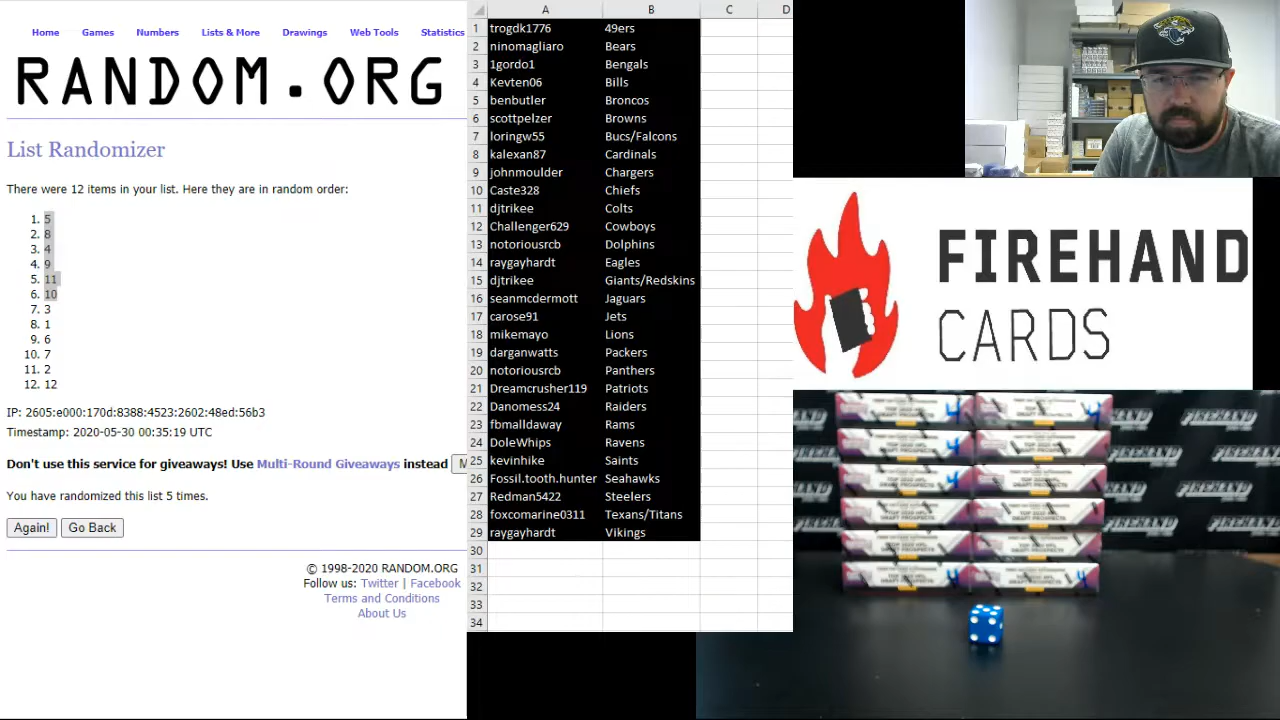 Home Games Numbers Lists & More Drawings Web Tools Statistics
RANDOM.ORG
List Randomizer
There were 12 items in your list. Here they are in random order:
1. 5
2. 8
3. 4
4. 9
5. 11
6. 10
7. 3
8. 1
9. 6
10. 7
11. 2
12. 12
IP: 2605:e000:170d:8388:4523:2602:48ed:56b3
Timestamp: 2020-05-30 00:35:19 UTC
Don't use this service for giveaways! Use Multi-Round Giveaways instead
You have randomized this list 5 times.
Again! Go Back
© 1998-2020 RANDOM.ORG
Follow us: Twitter | Facebook
Terms and Conditions
About Us
A B C D
1 trogdk1776 49ers
2 ninomagliaro Bears
3 1gordo1 Bengals
4 Kevten06 Bills
5 benbutler Broncos
6 scottpelzer Browns
7 loringw55 Bucs/Falcons
8 kalexan87 Cardinals
9 johnmoulder Chargers
10 Caste328 Chiefs
11 djtrikee Colts
12 Challenger629 Cowboys
13 notoriousrcb Dolphins
14 raygayhardt Eagles
15 djtrikee Giants/Redskins
16 seanmcdermott Jaguars
17 carose91 Jets
18 mikemayo Lions
19 darganwatts Packers
20 notoriousrcb Panthers
21 Dreamcrusher119 Patriots
22 Danomess24 Raiders
23 fbmalldaway Rams
24 DoleWhips Ravens
25 kevinhike Saints
26 Fossil.tooth.hunter Seahawks
27 Redman5422 Steelers
28 foxcomarine0311 Texans/Titans
29 raygayhardt Vikings
30
31
32
33
34
FIREHAND
CARDS